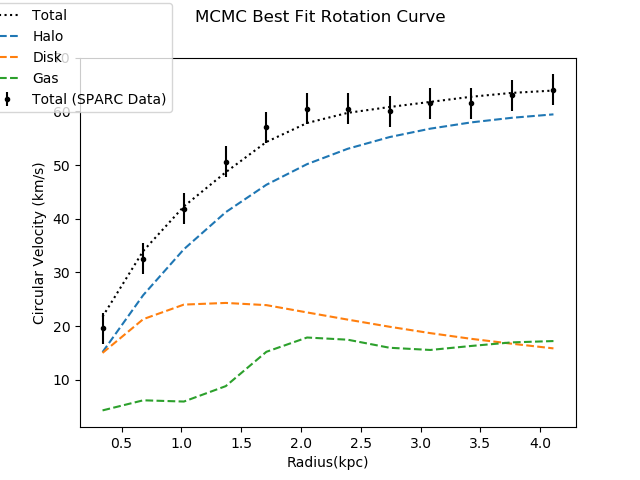 MCMC Best Fit Rotation Curve
Total
Halo
Disk
Gas
Total (SPARC Data)
60
50
40
30
20
10
Circular Velocity (km/s)
0.5 1.0 1.5 2.0 2.5 3.0 3.5 4.0
Radius(kpc)